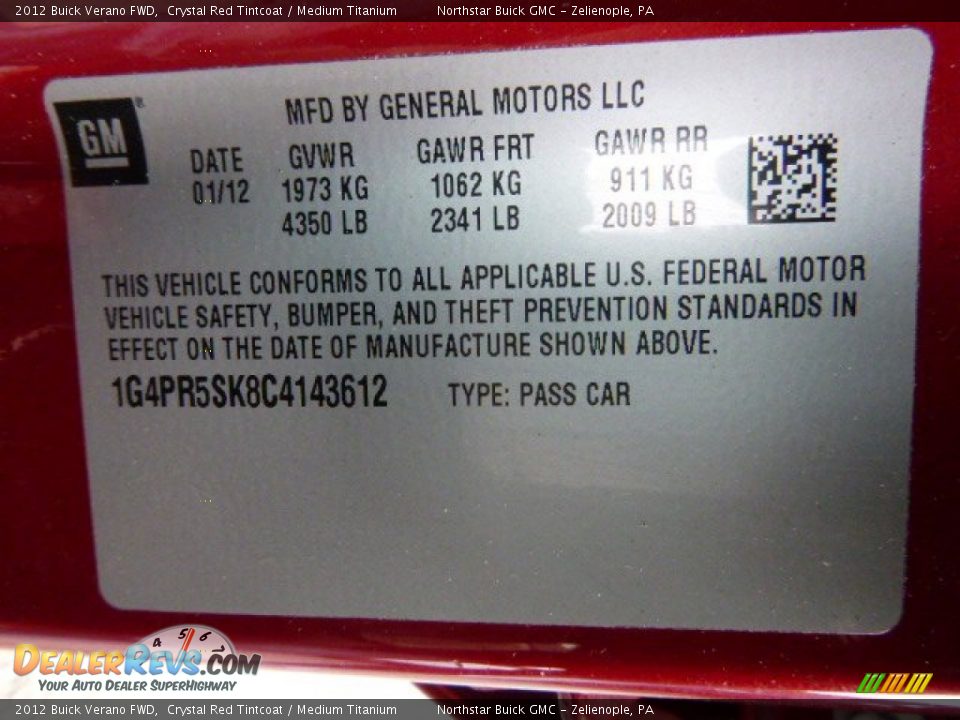 2012 Buick Verano FWD, Crystal Red Tintcoat / Medium Titanium Northstar Buick GMC - Zelienople, PA
GM®
MFD BY GENERAL MOTORS LLC
DATE GVWR GAWR FRT GAWR RR
01/12 1973 KG 1062 KG 911 KG
4350 LB 2341 LB 2009 LB
THIS VEHICLE CONFORMS TO ALL APPLICABLE U.S. FEDERAL MOTOR
VEHICLE SAFETY, BUMPER, AND THEFT PREVENTION STANDARDS IN
EFFECT ON THE DATE OF MANUFACTURE SHOWN ABOVE.
1G4PR5SK8C4143612 TYPE: PASS CAR
4 5 6
DEALERREVS.COM
YOUR AUTO DEALER SUPERHIGHWAY
2012 Buick Verano FWD, Crystal Red Tintcoat / Medium Titanium Northstar Buick GMC - Zelienople, PA